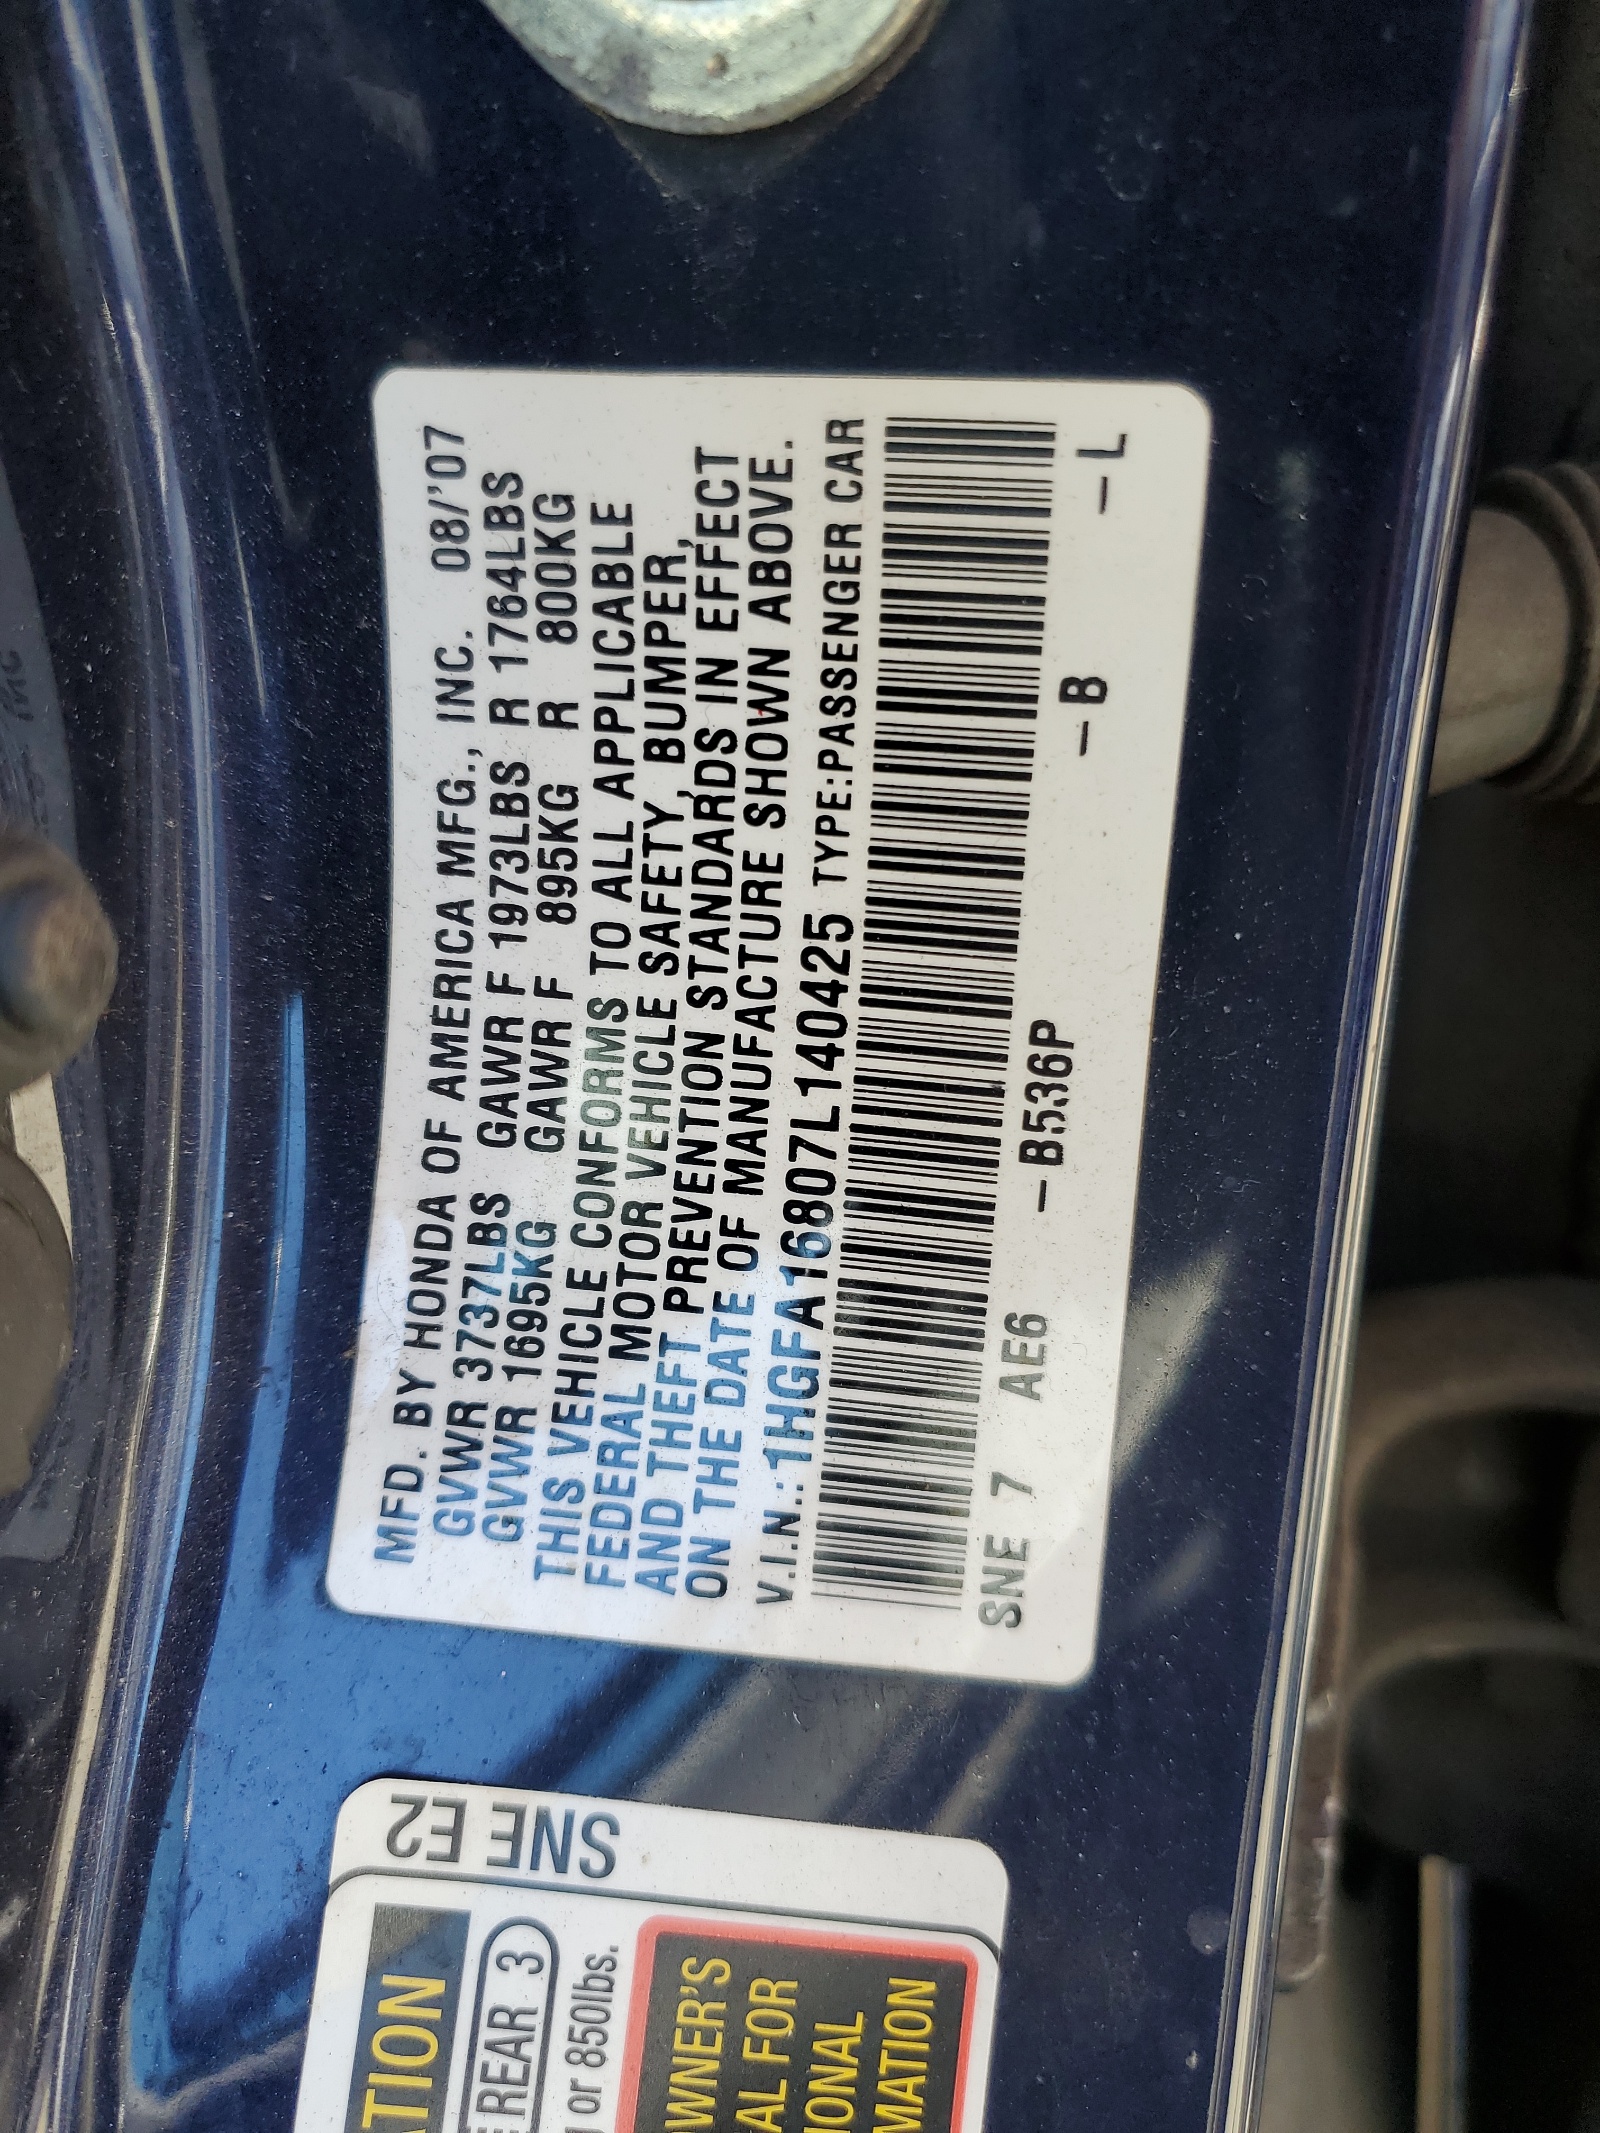 MFD. BY HONDA OF AMERICA MFG., INC. 08/'07
GVWR 3737LBS GAWR F 1973LBS R 1764LBS
GVWR 1695KG GAWR F 895KG R 800KG
THIS VEHICLE CONFORMS TO ALL APPLICABLE
FEDERAL MOTOR VEHICLE SAFETY, BUMPER,
AND THEFT PREVENTION STANDARDS IN EFFECT
ON THE DATE OF MANUFACTURE SHOWN ABOVE.
V.I.N.: 1HGFA16807L140425 TYPE:PASSENGER CAR
SNE 7 AE6 –B536P –B –L
SNE E2
TION
REAR 3
or 850lbs.
WNER'S
AL FOR
IONAL
MATION